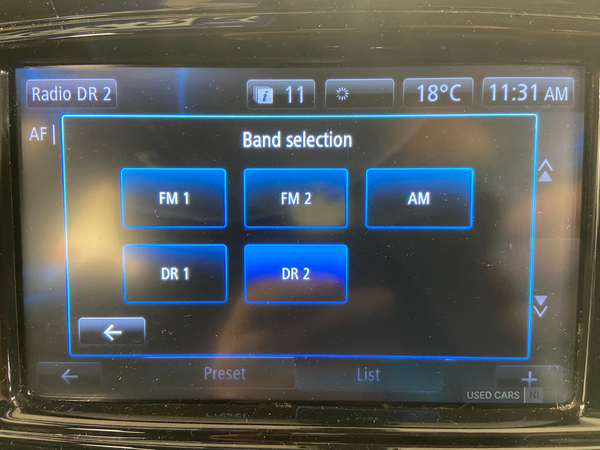 Radio DR 2 11 18°C 11:31 AM
AF
Band selection
FM 1 FM 2 AM
DR 1 DR 2
Preset List
USED CARS NI